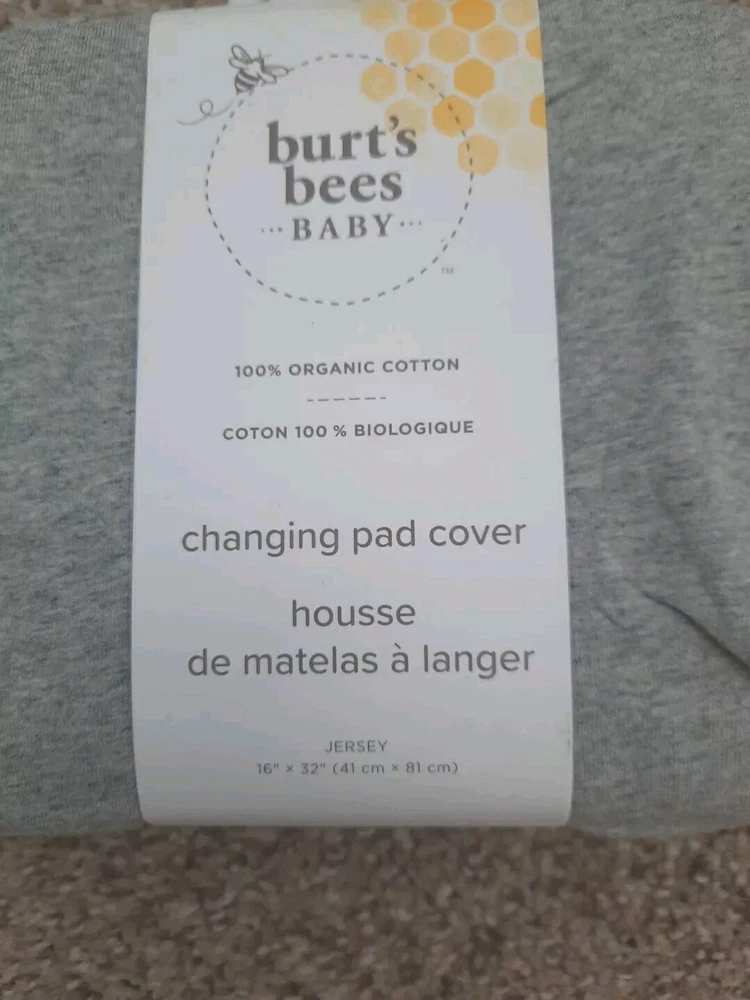 burt's
bees
BABY
TM
100% ORGANIC COTTON
COTON 100 % BIOLOGIQUE
changing pad cover
housse
de matelas à langer
JERSEY
16" × 32" (41 cm × 81 cm)